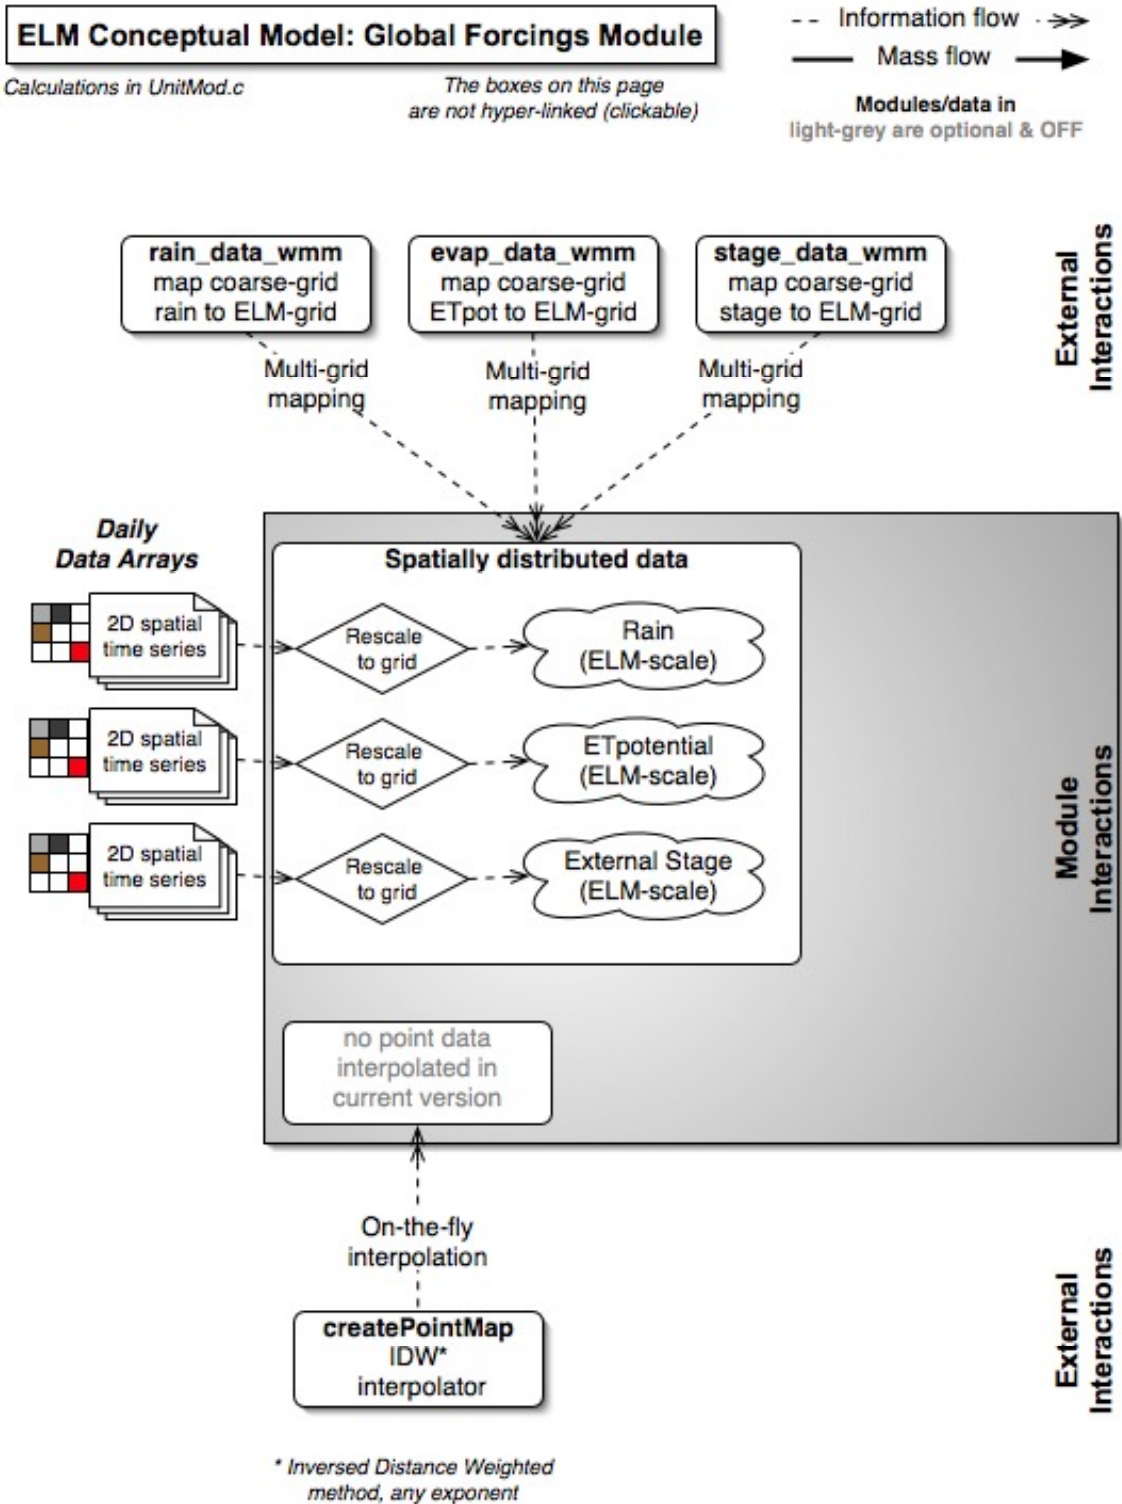 ELM Conceptual Model: Global Forcings Module
Calculations in UnitMod.c
The boxes on this page
are not hyper-linked (clickable)
Information flow
Mass flow
Modules/data in
light-grey are optional & OFF
External
Interactions
rain_data_wmm
map coarse-grid
rain to ELM-grid
evap_data_wmm
map coarse-grid
ETpot to ELM-grid
stage_data_wmm
map coarse-grid
stage to ELM-grid
Multi-grid
mapping
Multi-grid
mapping
Multi-grid
mapping
Daily
Data Arrays
Spatially distributed data
2D spatial
time series
Rescale
to grid
Rain
(ELM-scale)
2D spatial
time series
Rescale
to grid
ETpotential
(ELM-scale)
2D spatial
time series
Rescale
to grid
External Stage
(ELM-scale)
Module
Interactions
no point data
interpolated in
current version
On-the-fly
interpolation
createPointMap
IDW*
interpolator
External
Interactions
* Inversed Distance Weighted
method, any exponent